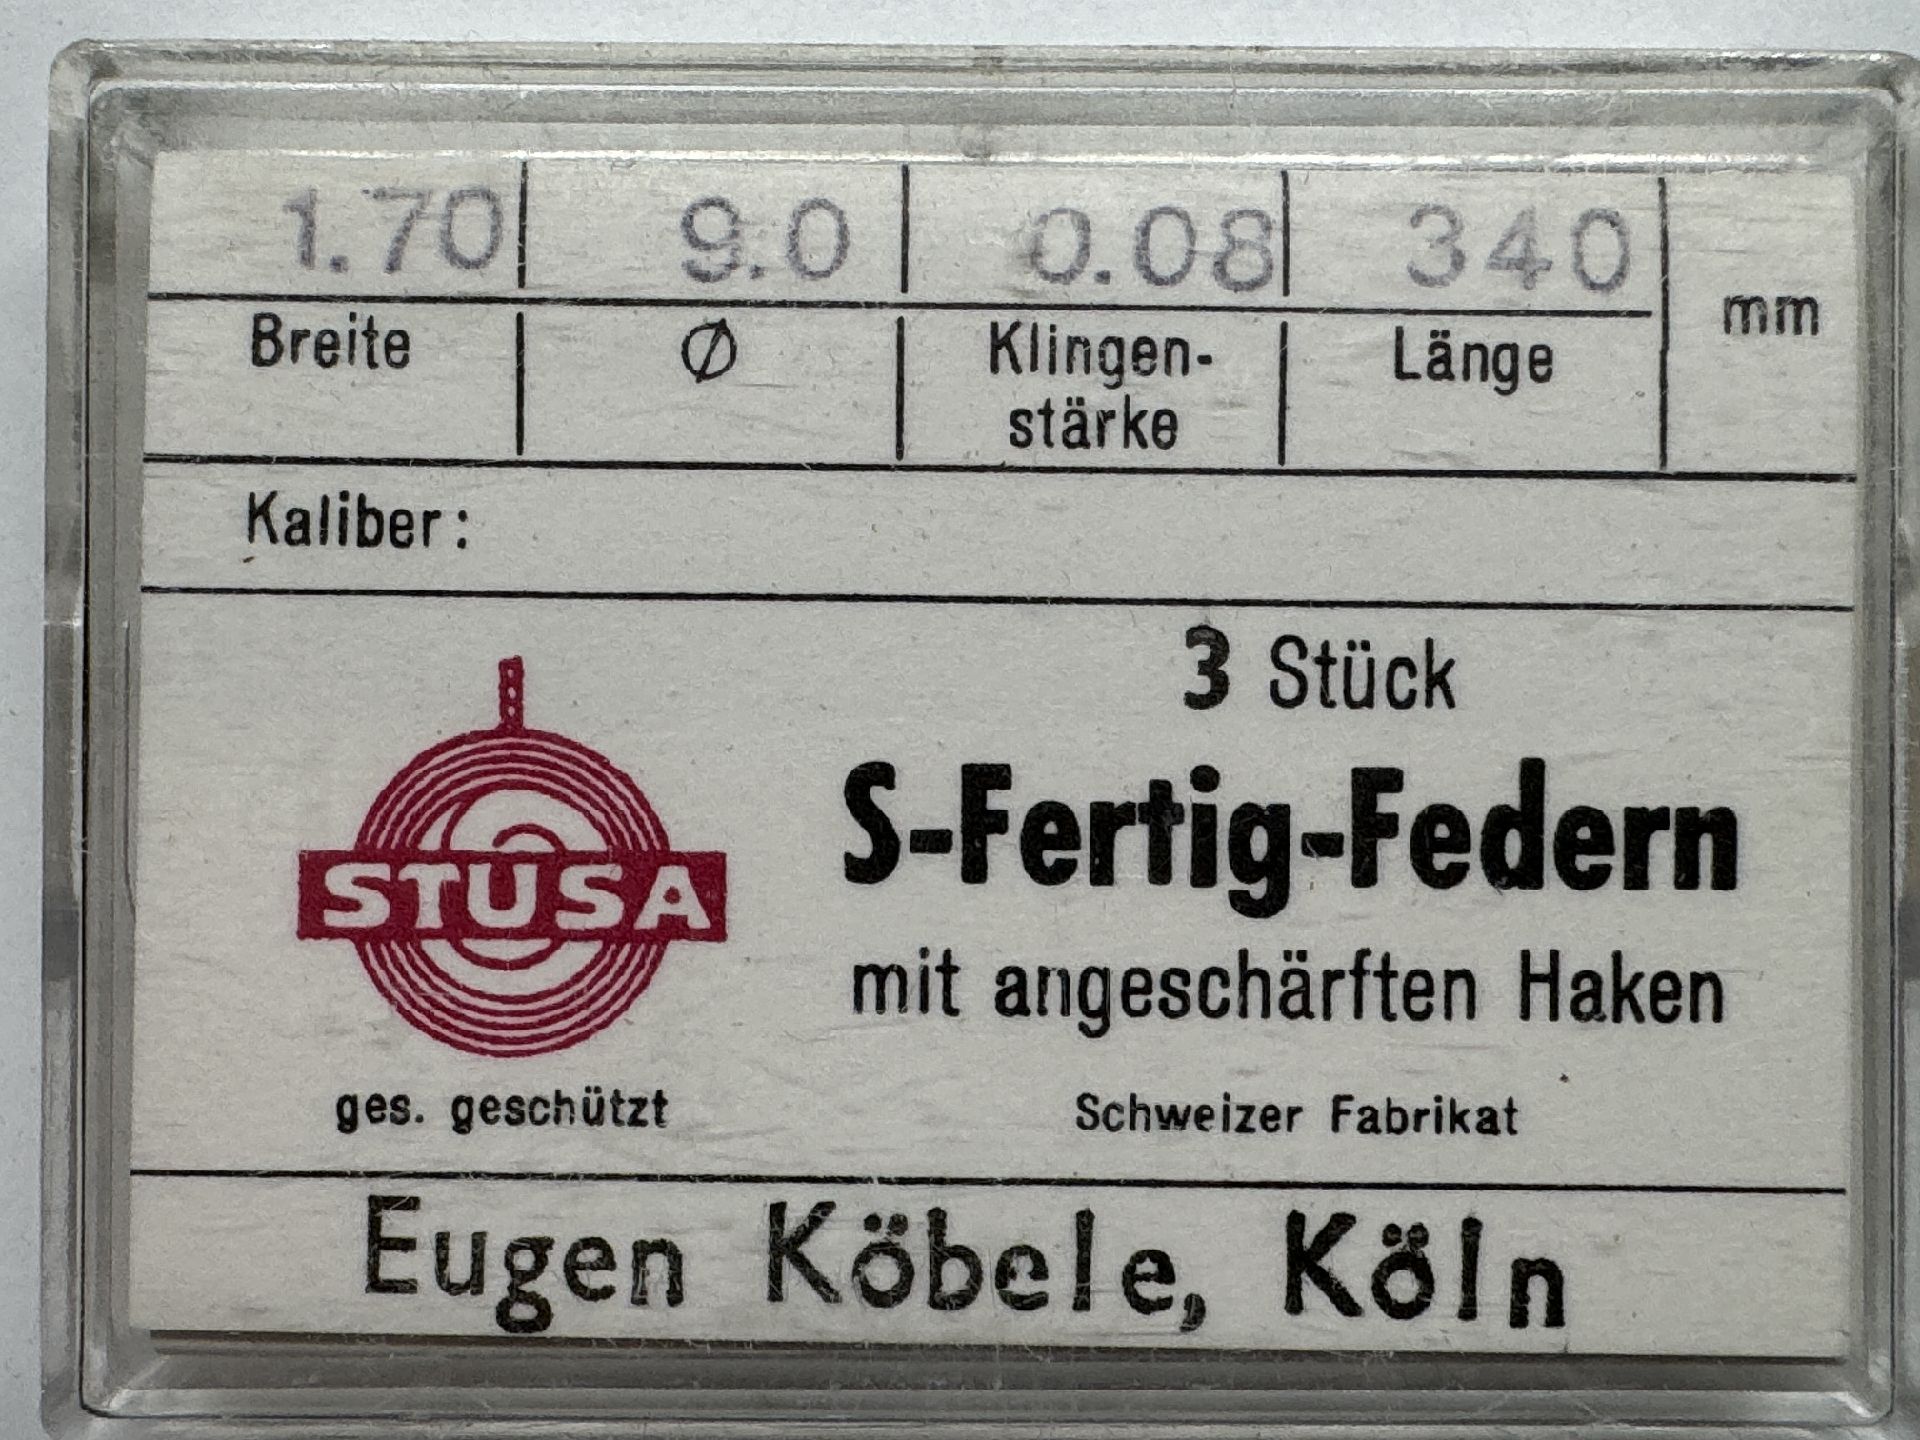 1.70 9.0 0.08 340
mm
Breite Ø Klingen- Länge
stärke
Kaliber:
3 Stück
S-Fertig-Federn
mit angeschärften Haken
STUSA
ges. geschützt
Schweizer Fabrikat
Eugen Köbele, Köln